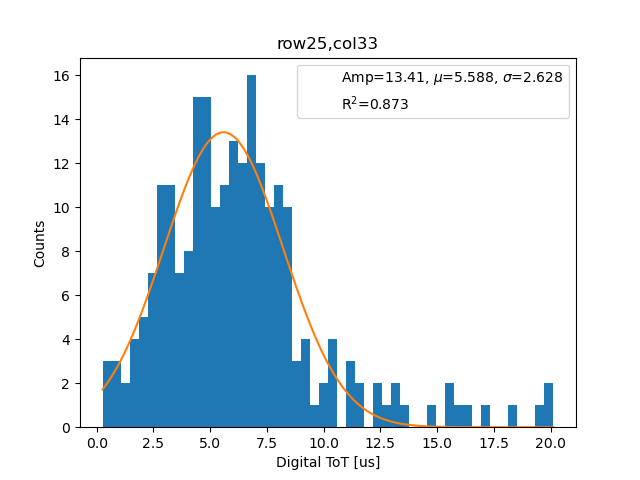 row25,col33
Amp=13.41, μ=5.588, σ=2.628
R²=0.873
16
14
12
10
8
6
4
2
0
Counts
0.0 2.5 5.0 7.5 10.0 12.5 15.0 17.5 20.0
Digital ToT [us]